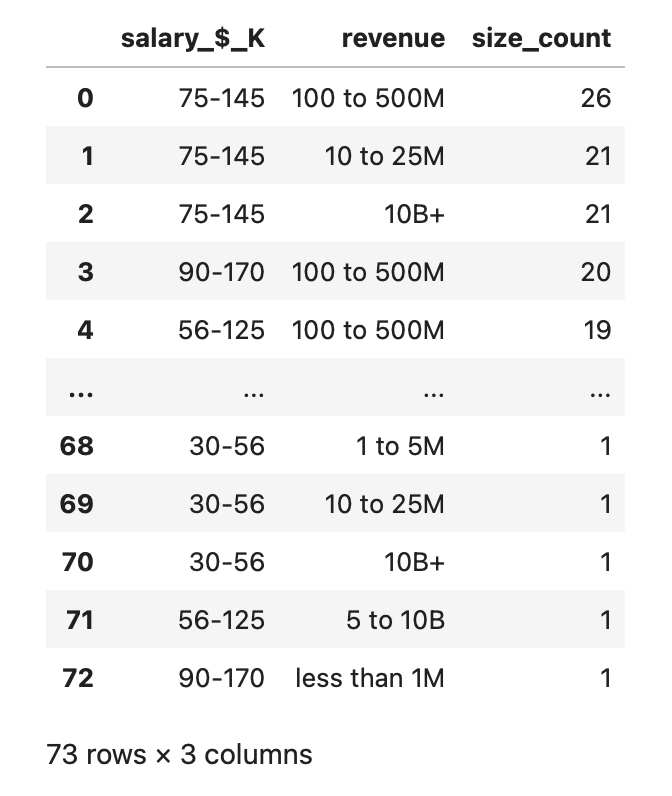 salary_$_K revenue size_count
0 75-145 100 to 500M 26
1 75-145 10 to 25M 21
2 75-145 10B+ 21
3 90-170 100 to 500M 20
4 56-125 100 to 500M 19
... ... ... ...
68 30-56 1 to 5M 1
69 30-56 10 to 25M 1
70 30-56 10B+ 1
71 56-125 5 to 10B 1
72 90-170 less than 1M 1
73 rows × 3 columns